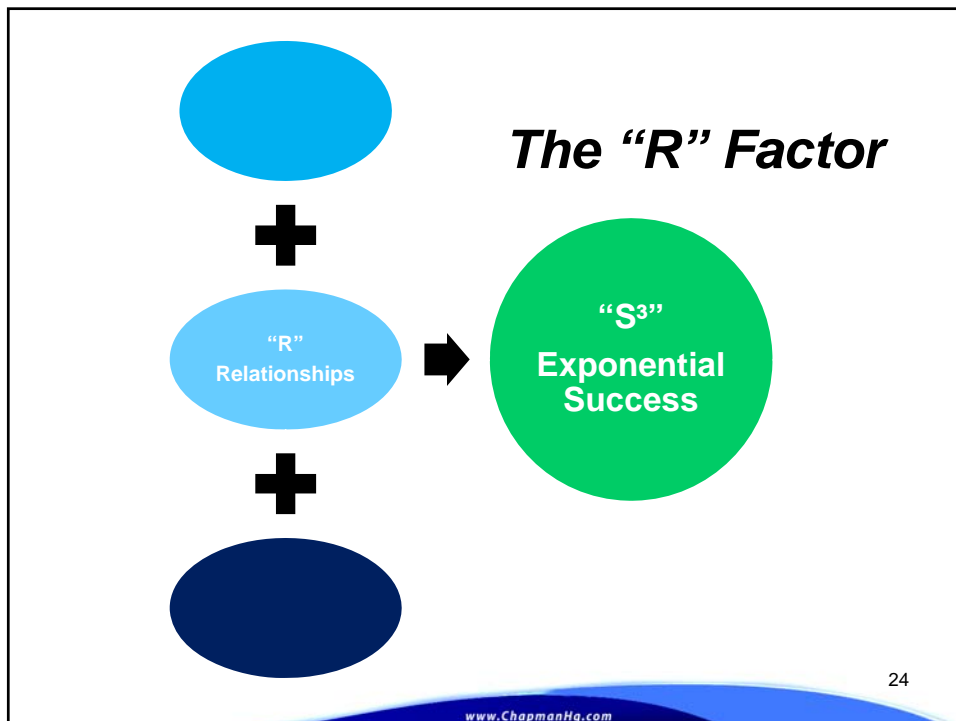 The “R” Factor
“R”
Relationships
“S³”
Exponential
Success
24
www.ChapmanHq.com